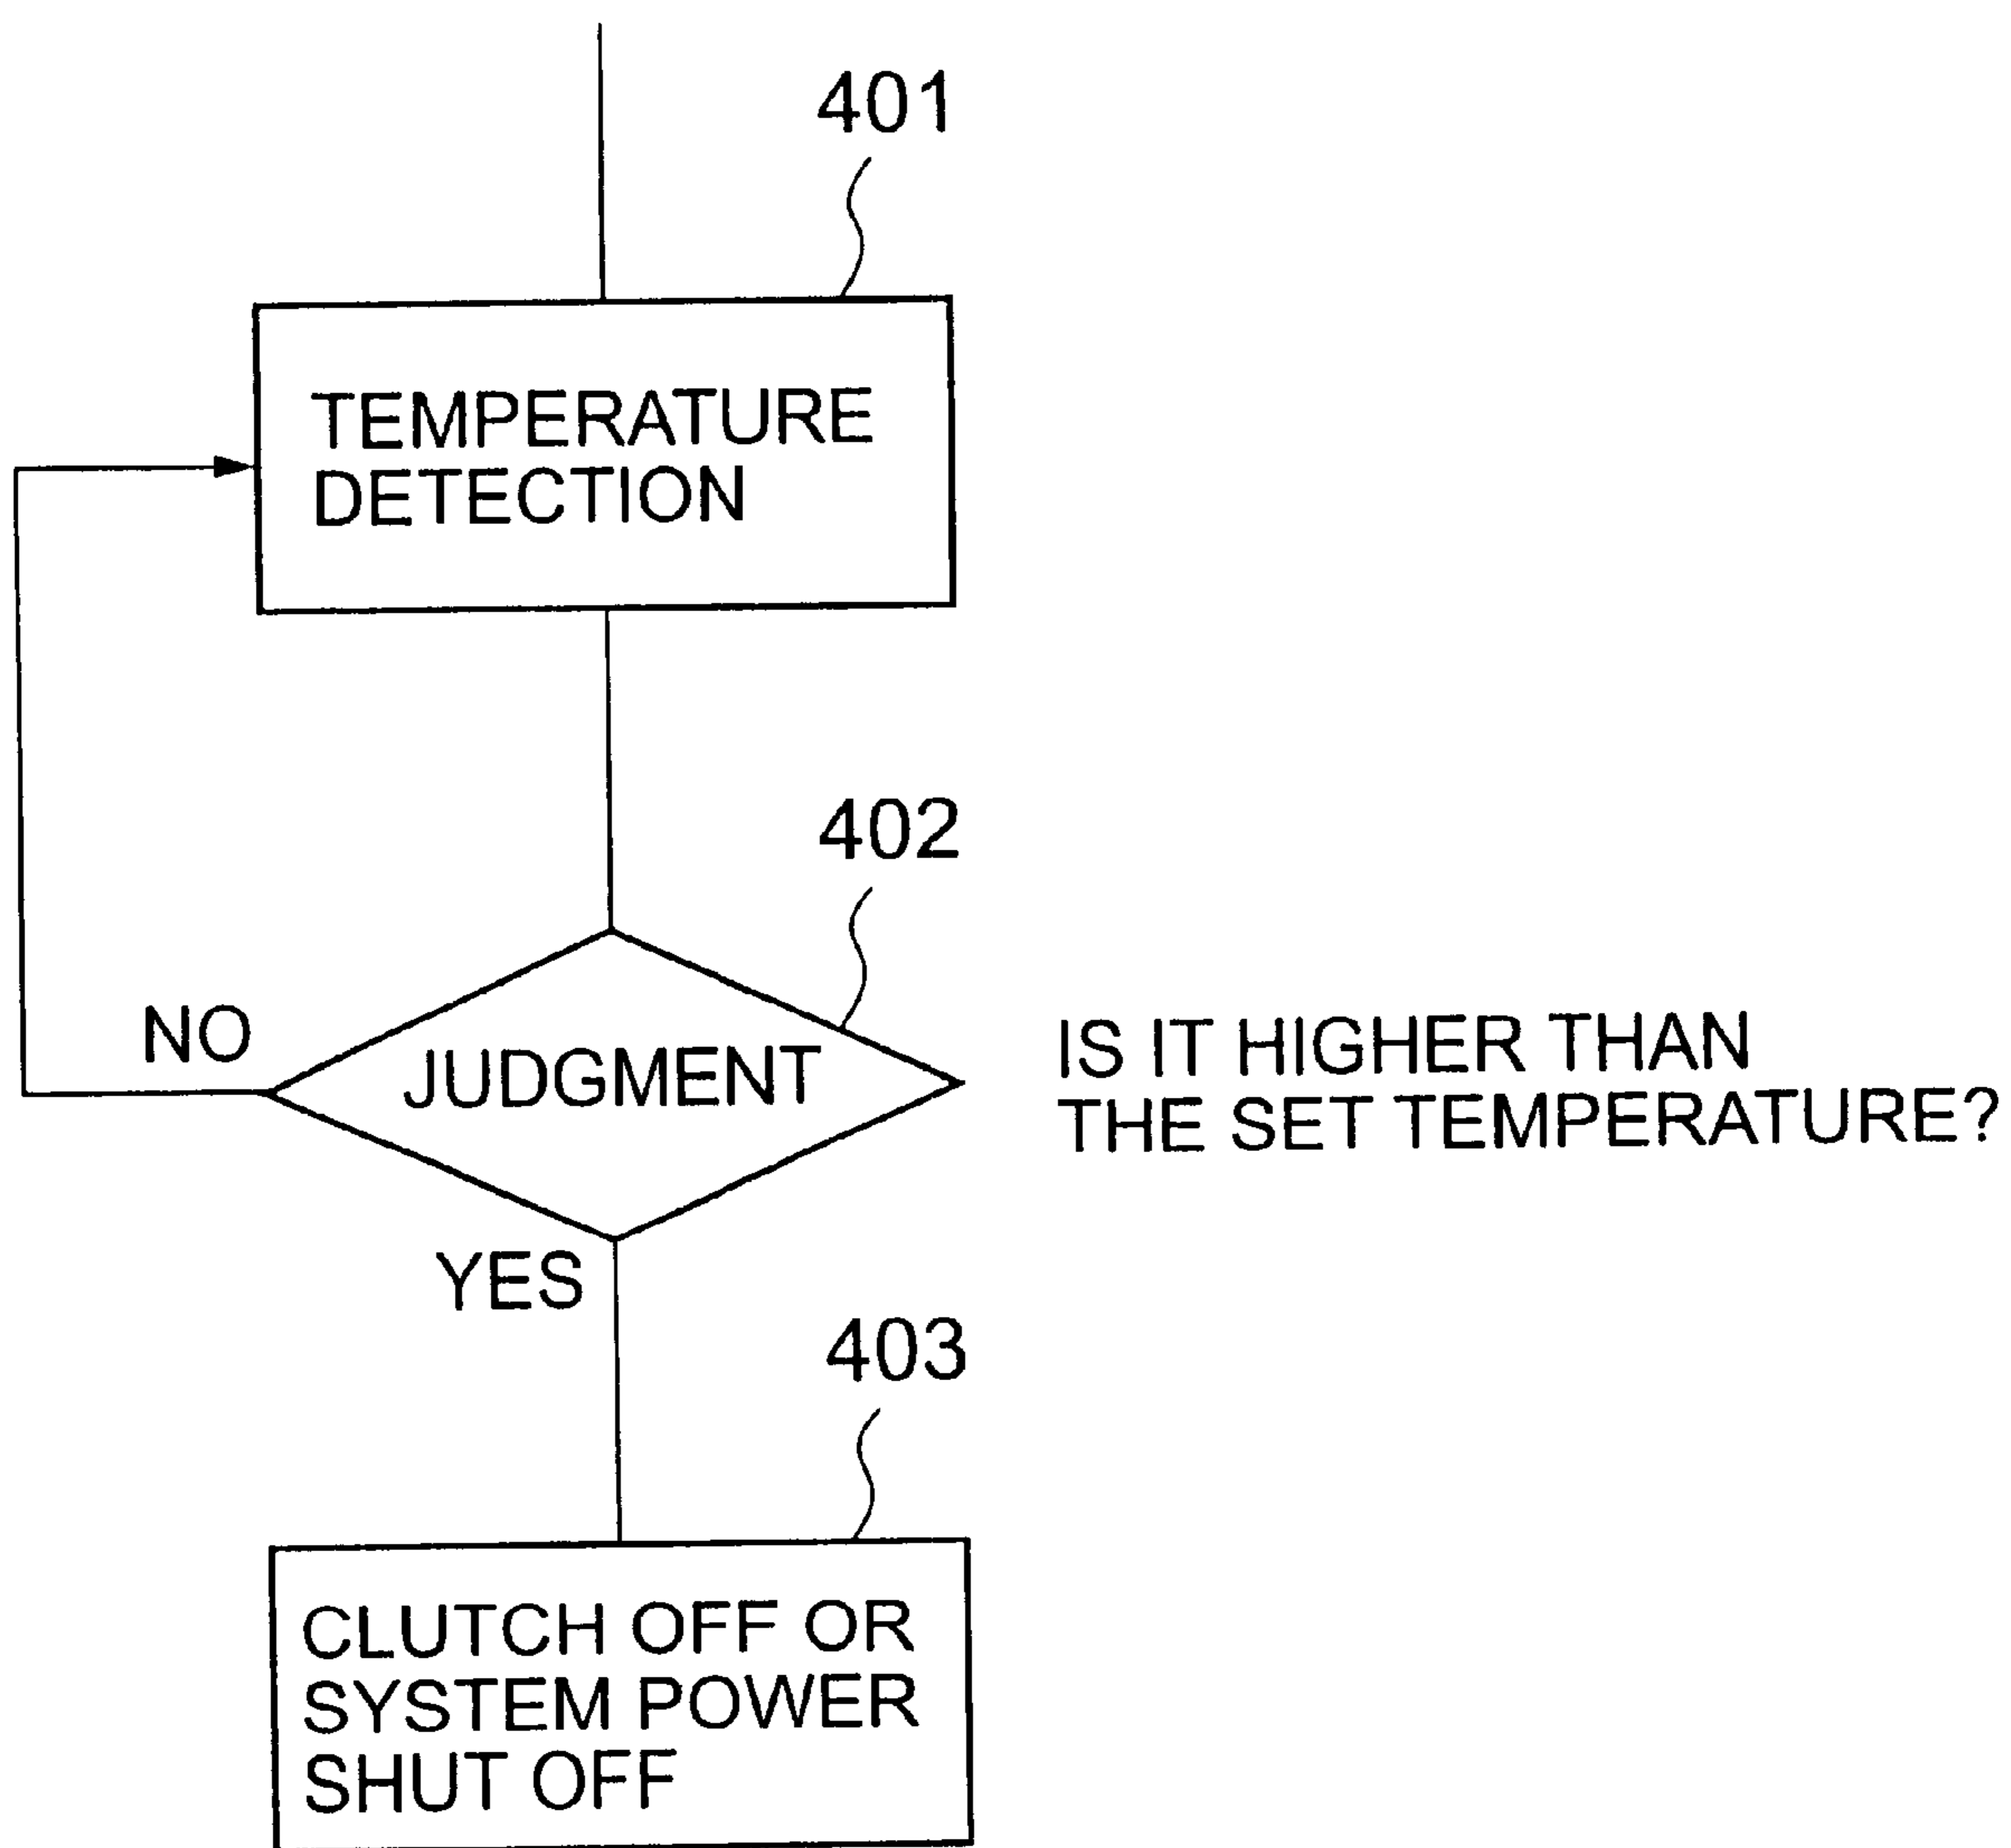 401
TEMPERATURE
DETECTION
402
NO
JUDGMENT
IS IT HIGHER THAN
THE SET TEMPERATURE?
YES
403
CLUTCH OFF OR
SYSTEM POWER
SHUT OFF